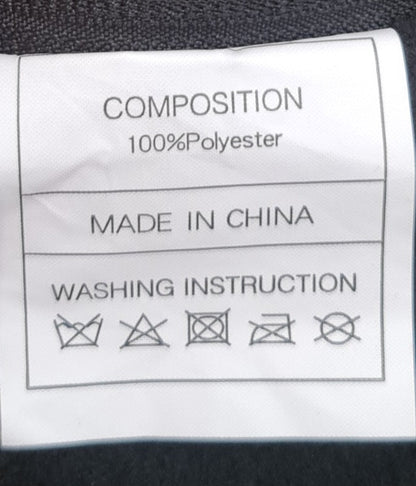 COMPOSITION
100%Polyester
MADE IN CHINA
WASHING INSTRUCTION